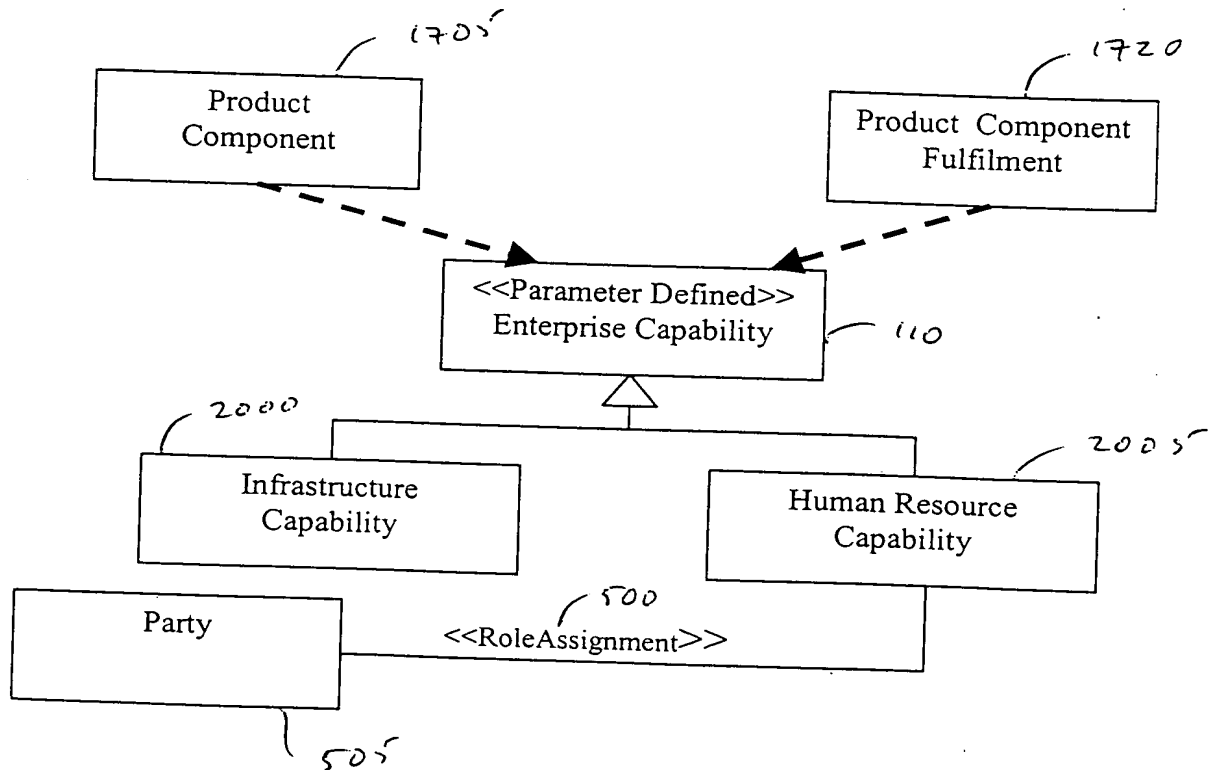 1705
1720
Product
Component
Product Component
Fulfilment
<<Parameter Defined>>
Enterprise Capability
110
2000
2005
Infrastructure
Capability
Human Resource
Capability
500
Party
<<RoleAssignment>>
505